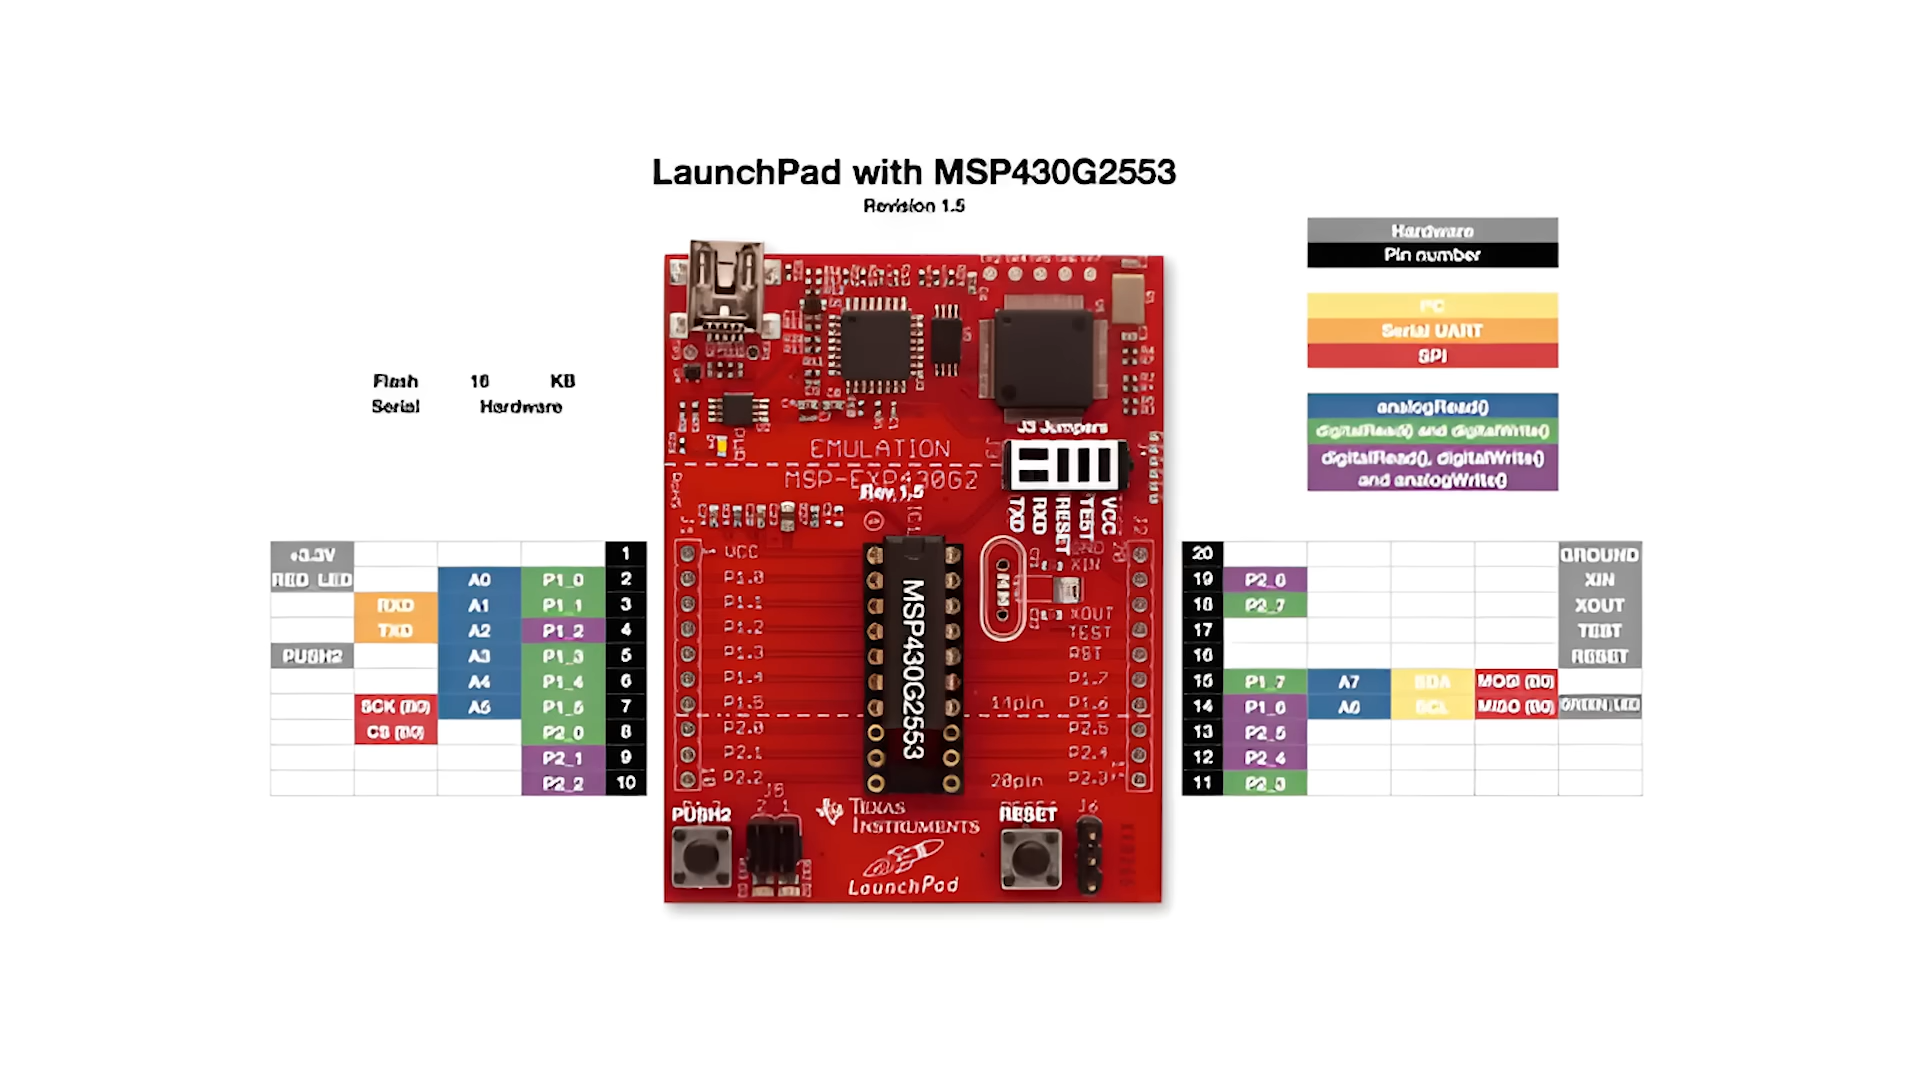 LaunchPad with MSP430G2553
Revision 1.5
Hardware
Pin number
Serial UART
SPI
analogRead()
digitalRead() and digitalWrite()
digitalRead(), digitalWrite()
and analogWrite()
Flash 16 KB
Serial Hardware
J3 Jumpers
EMULATION
MSP-EXP430G2
Rev 1.5
TXD
RXD
RESET
TEST
VCC
+3.3V 1
RED_LED A0 P1_0 2
RXD A1 P1_1 3
TXD A2 P1_2 4
PUSH2 A3 P1_3 5
A4 P1_4 6
SCK (B0) A5 P1_5 7
CS (B0) P2_0 8
P2_1 9
P2_2 10
VCC
P1.0
P1.1
P1.2
P1.3
P1.4
P1.5
P2.0
P2.1
P2.2
MSP430G2553
GND
XIN
XOUT
TEST
RST
P1.7
14pin P1.6
P2.5
P2.4
20pin P2.3
20 GROUND
19 P2_6 XIN
18 P2_7 XOUT
17 TEST
16 RESET
15 P1_7 A7 SDA MOSI (B0)
14 P1_6 A6 SCL MISO (B0) GREEN_LED
13 P2_5
12 P2_4
11 P2_3
PUSH2
J5
2 1
TEXAS
INSTRUMENTS
LaunchPad
RESET
J6